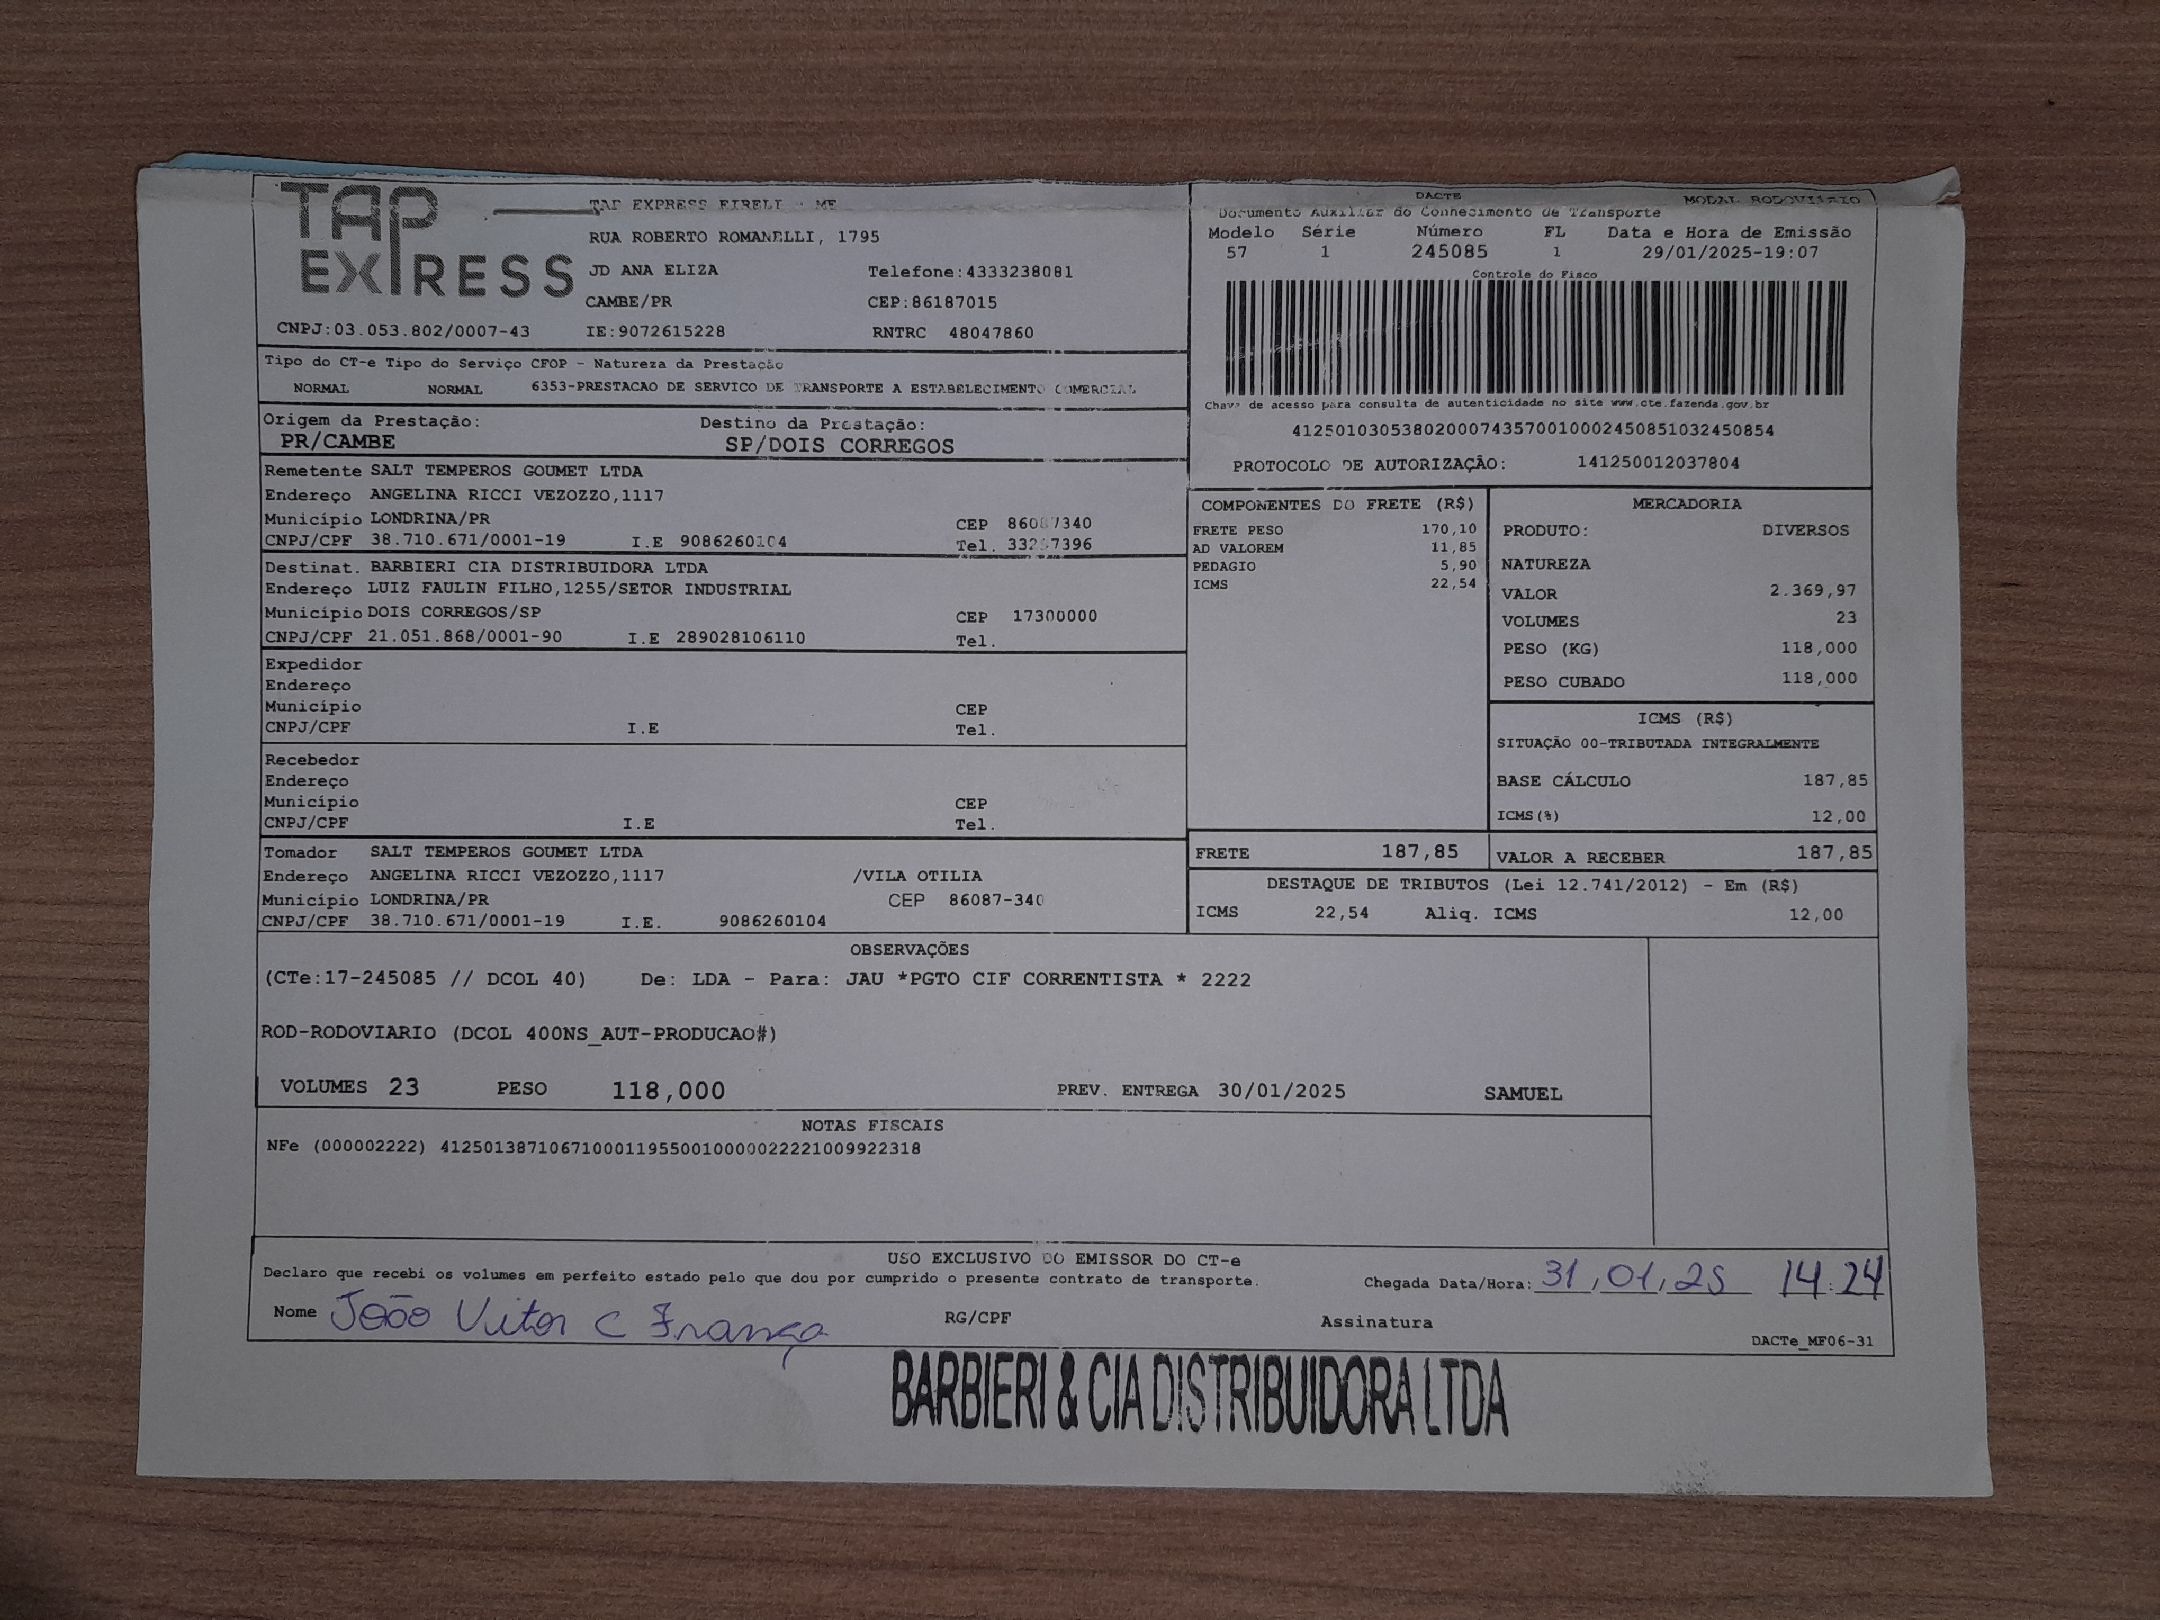 TAP EXPRESS
TAP EXPRESS EIRELI - ME
RUA ROBERTO ROMANELLI, 1795
JD ANA ELIZA Telefone:4333238081
CAMBE/PR CEP:86187015
CNPJ:03.053.802/0007-43 IE:9072615228 RNTRC 48047860
DACTE MODAL RODOVIARIO
Documento Auxiliar do Conhecimento de Transporte
Modelo Série Número FL Data e Hora de Emissão
57 1 245085 1 29/01/2025-19:07
Controle do Fisco
Chave de acesso para consulta de autenticidade no site www.cte.fazenda.gov.br
41250103053802000743570010002450851032450854
PROTOCOLO DE AUTORIZAÇÃO: 141250012037804
Tipo do CT-e Tipo do Serviço CFOP - Natureza da Prestação
NORMAL NORMAL 6353-PRESTACAO DE SERVICO DE TRANSPORTE A ESTABELECIMENTO COMERCIAL
Origem da Prestação: Destino da Prestação:
PR/CAMBE SP/DOIS CORREGOS
Remetente SALT TEMPEROS GOUMET LTDA
Endereço ANGELINA RICCI VEZOZZO,1117
Município LONDRINA/PR CEP 86087340
CNPJ/CPF 38.710.671/0001-19 I.E 9086260104 Tel.
Destinat. BARBIERI CIA DISTRIBUIDORA LTDA
Endereço LUIZ FAULIN FILHO,1255/SETOR INDUSTRIAL
Município DOIS CORREGOS/SP CEP 17300000
CNPJ/CPF 21.051.868/0001-90 I.E 289028106110 Tel.
Expedidor
Endereço
Município CEP
CNPJ/CPF I.E Tel.
Recebedor
Endereço
Município CEP
CNPJ/CPF I.E Tel.
Tomador SALT TEMPEROS GOUMET LTDA
Endereço ANGELINA RICCI VEZOZZO,1117 /VILA OTILIA
Município LONDRINA/PR CEP 86087-340
CNPJ/CPF 38.710.671/0001-19 I.E. 9086260104
COMPONENTES DO FRETE (R$)
FRETE PESO 170,10
AD VALOREM 11,85
PEDAGIO 5,90
ICMS 22,54
MERCADORIA
PRODUTO: DIVERSOS
NATUREZA
VALOR 2.369,97
VOLUMES 23
PESO (KG) 118,000
PESO CUBADO 118,000
ICMS (R$)
SITUAÇÃO 00-TRIBUTADA INTEGRALMENTE
BASE CÁLCULO 187,85
ICMS(%) 12,00
FRETE 187,85 VALOR A RECEBER 187,85
DESTAQUE DE TRIBUTOS (Lei 12.741/2012) - Em (R$)
ICMS 22,54 Aliq. ICMS 12,00
OBSERVAÇÕES
(CTe:17-245085 // DCOL 40) De: LDA - Para: JAU *PGTO CIF CORRENTISTA * 2222
ROD-RODOVIARIO (DCOL 400NS_AUT-PRODUCAO#)
VOLUMES 23 PESO 118,000 PREV. ENTREGA 30/01/2025 SAMUEL
NOTAS FISCAIS
NFe (000002222) 41250138710671000119550010000022221009922318
USO EXCLUSIVO DO EMISSOR DO CT-e
Declaro que recebi os volumes em perfeito estado pelo que dou por cumprido o presente contrato de transporte. Chegada Data/Hora: 31,01,25 14:24
Nome João Vitor C França RG/CPF Assinatura
DACTe_MF06-31
BARBIERI & CIA DISTRIBUIDORA LTDA